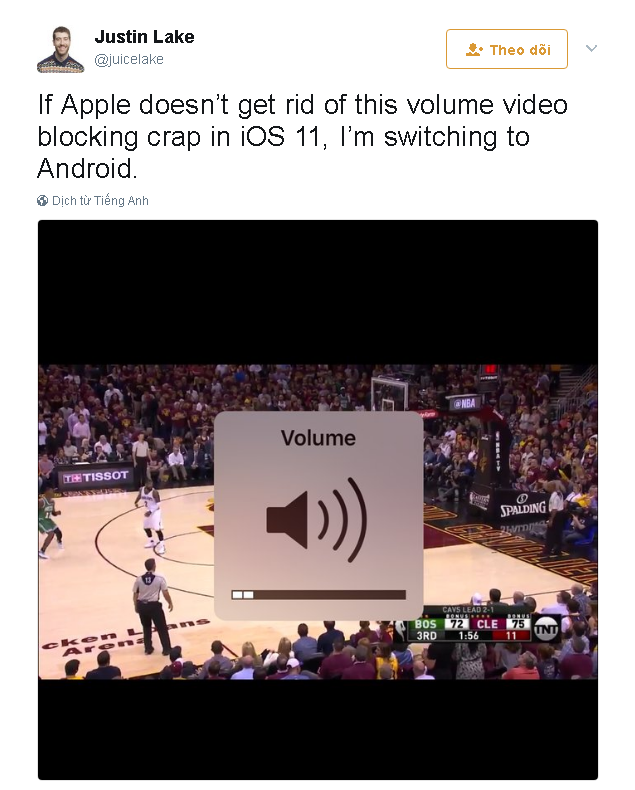 Justin Lake
@juicelake
Theo dõi
If Apple doesn’t get rid of this volume video
blocking crap in iOS 11, I’m switching to
Android.
Dịch từ Tiếng Anh
@NBA
Volume
TISSOT
SPALDING
CAVS LEAD 2-1
BONUS BONUS
BOS 72 CLE 75
3RD 1:56 11
TNT
cken L ans
Arena